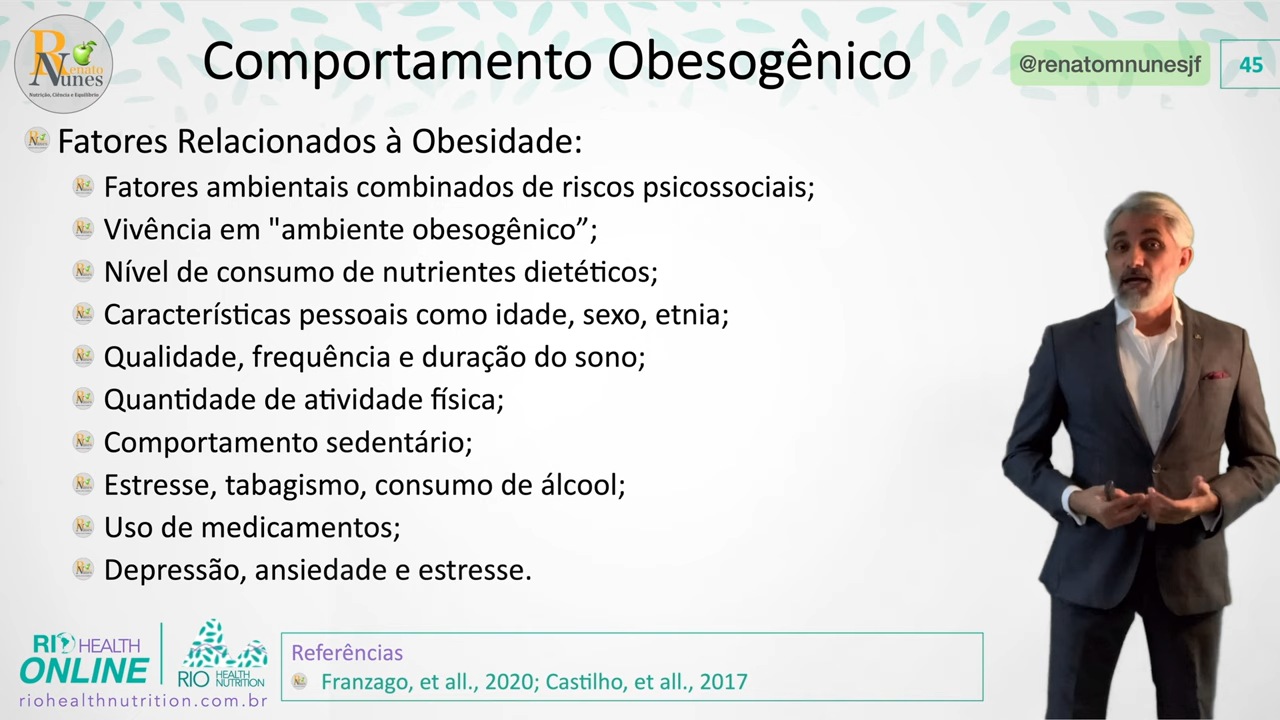 Renato
Nunes
Nutrição, Ciência e Equilíbrio
Comportamento Obesogênico
@renatomnunesjf
45
Fatores Relacionados à Obesidade:
Fatores ambientais combinados de riscos psicossociais;
Vivência em "ambiente obesogênico”;
Nível de consumo de nutrientes dietéticos;
Características pessoais como idade, sexo, etnia;
Qualidade, frequência e duração do sono;
Quantidade de atividade física;
Comportamento sedentário;
Estresse, tabagismo, consumo de álcool;
Uso de medicamentos;
Depressão, ansiedade e estresse.
RIO HEALTH
ONLINE
RIO HEALTH NUTRITION
riohealthnutrition.com.br
Referências
Franzago, et all., 2020; Castilho, et all., 2017